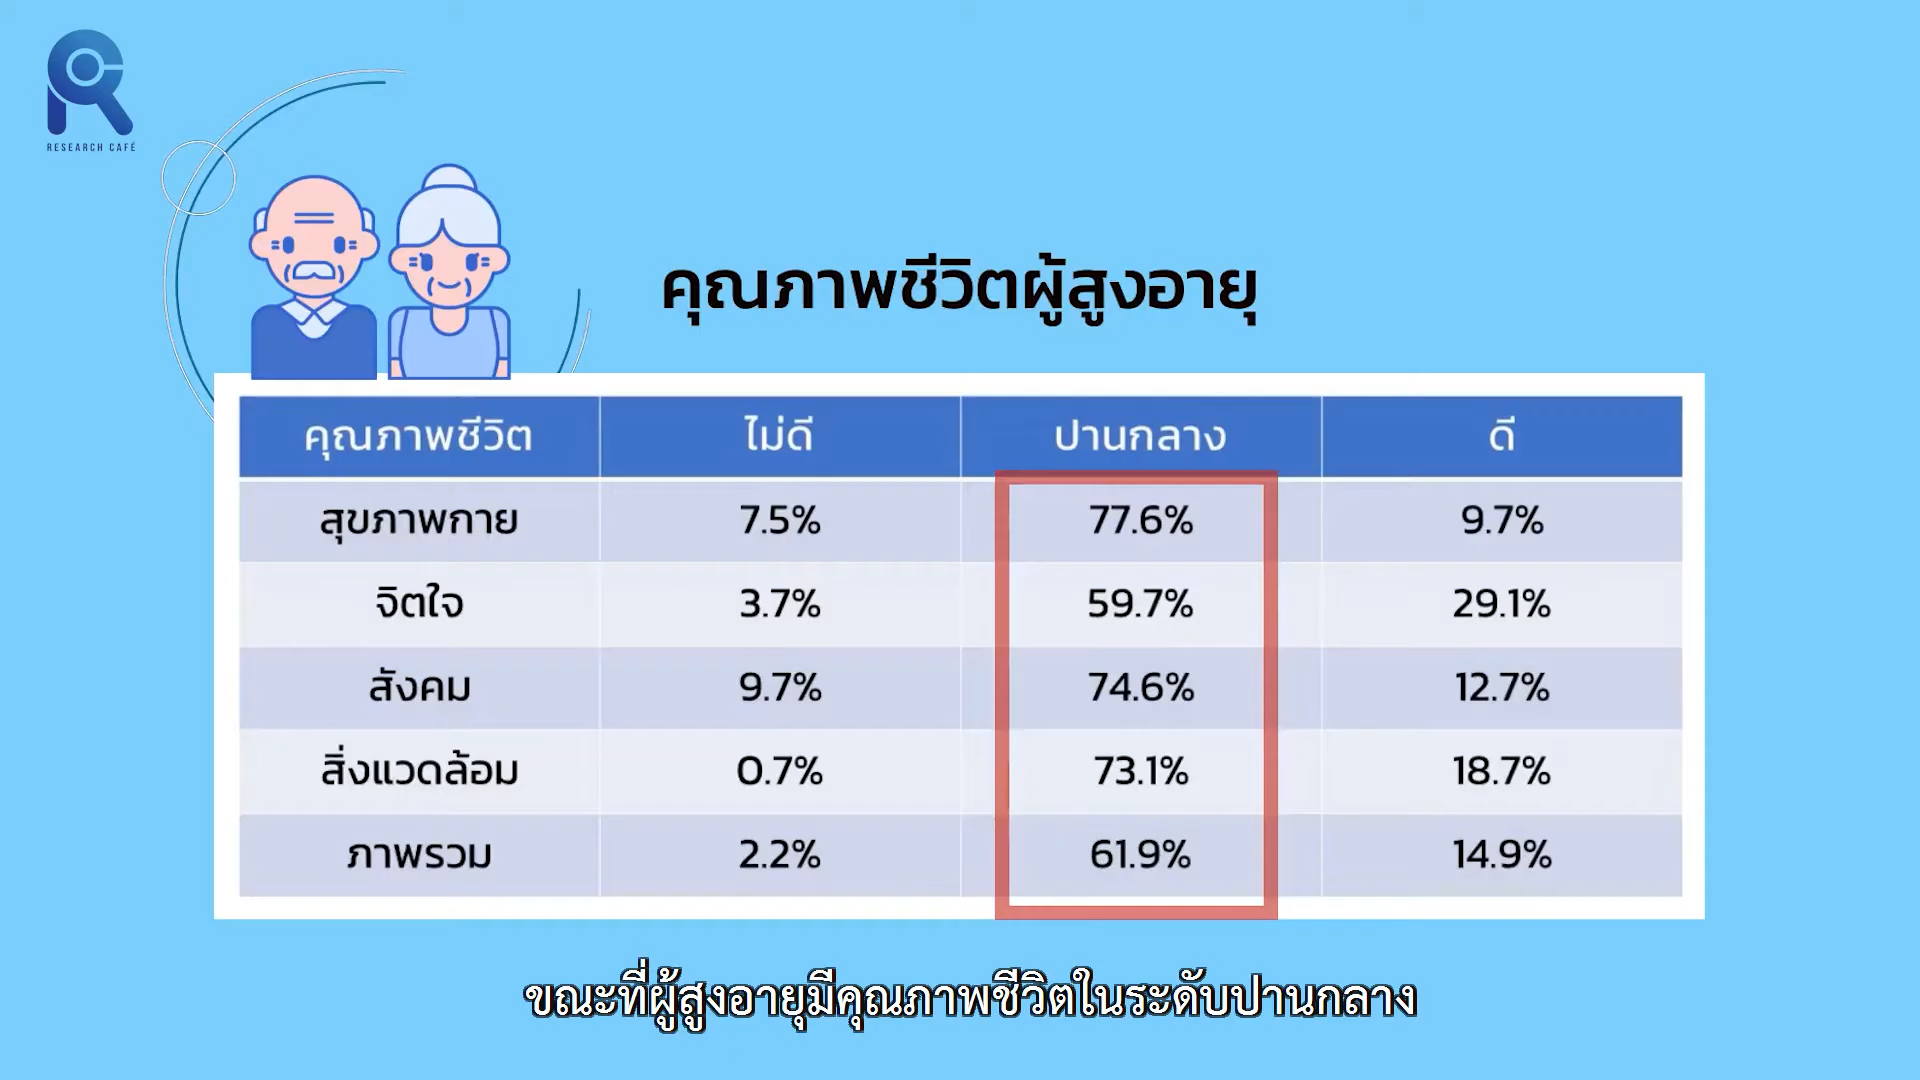 RESEARCH CAFÉ
คุณภาพชีวิตผู้สูงอายุ
คุณภาพชีวิต ไม่ดี ปานกลาง ดี
สุขภาพกาย 7.5% 77.6% 9.7%
จิตใจ 3.7% 59.7% 29.1%
สังคม 9.7% 74.6% 12.7%
สิ่งแวดล้อม 0.7% 73.1% 18.7%
ภาพรวม 2.2% 61.9% 14.9%
ขณะที่ผู้สูงอายุมีคุณภาพชีวิตในระดับปานกลาง